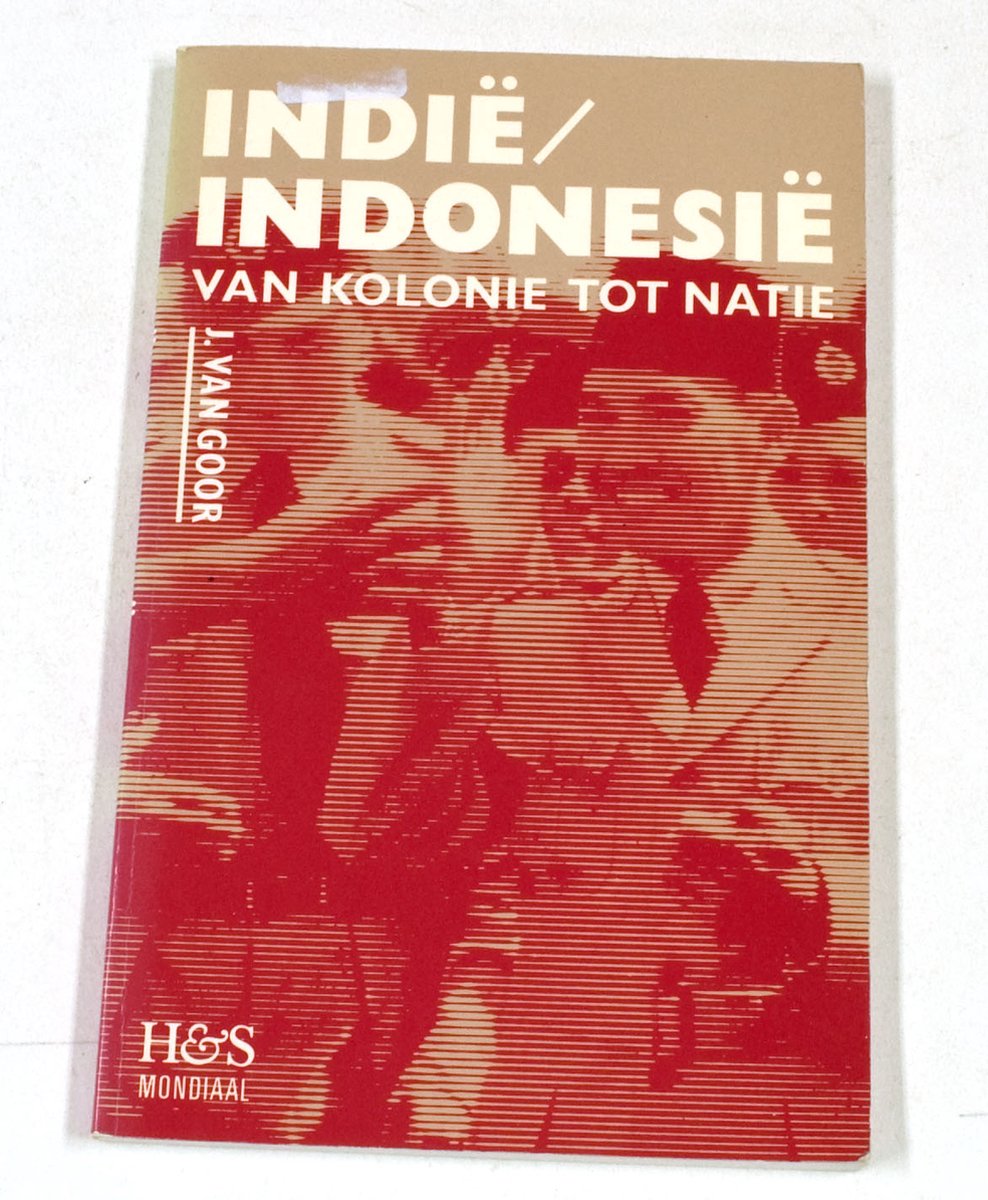 INDIË/
INDONESIË
VAN KOLONIE TOT NATIE
J. VAN GOOR
H&S
MONDIAAL